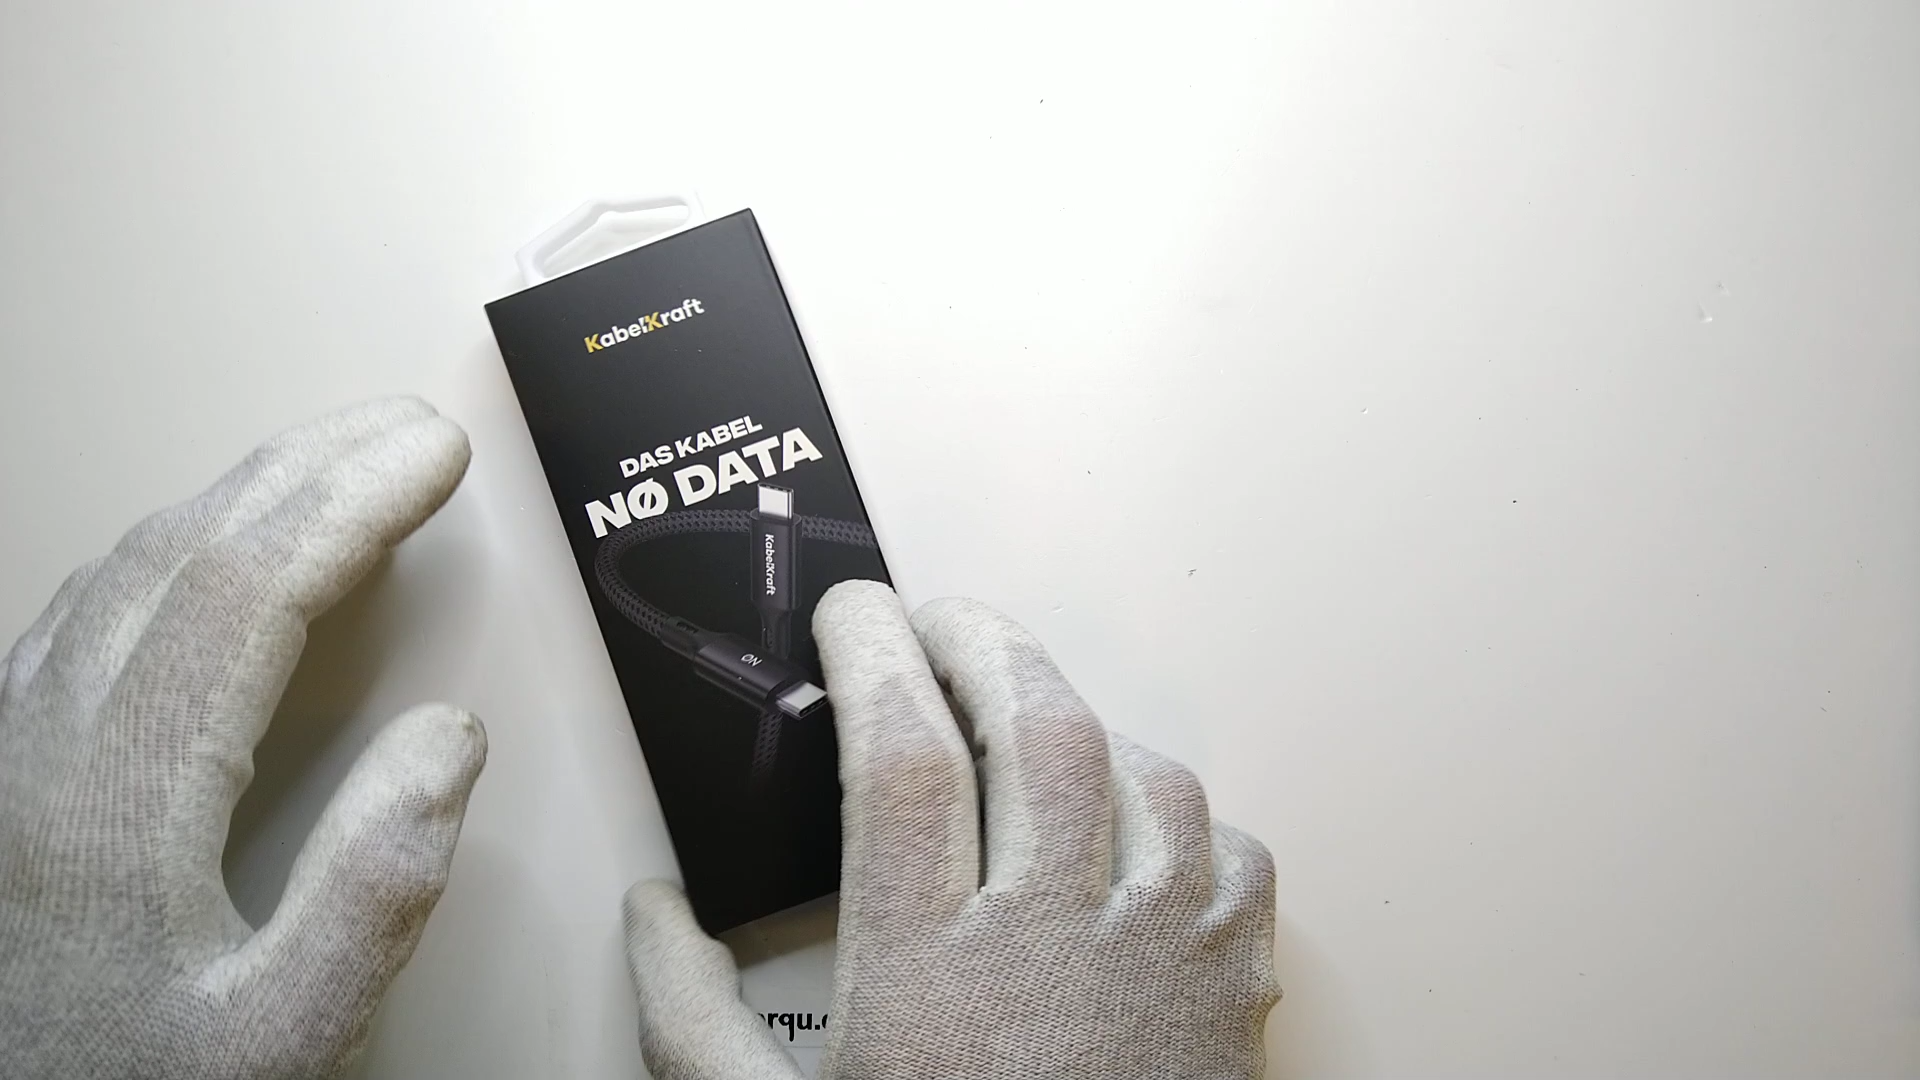 KabelKraft
DAS KABEL
NØ DATA
KabelKraft
NØ